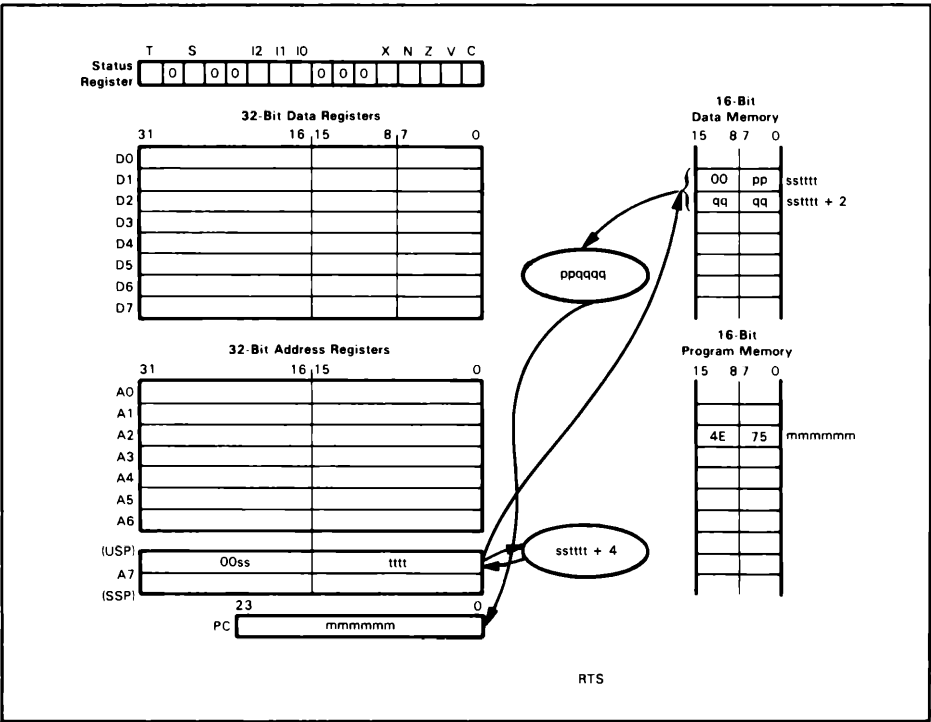 T S I2 I1 I0 X N Z V C
Status
Register
0 0 0 0 0 0
32-Bit Data Registers
31 16 15 8 7 0
D0
D1
D2
D3
D4
D5
D6
D7
32-Bit Address Registers
31 16 15 0
A0
A1
A2
A3
A4
A5
A6
(USP)
A7
(SSP)
00ss tttt
23 0
PC mmmmmm
ppqqqq
sstttt + 4
16-Bit
Data Memory
15 8 7 0
00 pp sstttt
qq qq sstttt + 2
16-Bit
Program Memory
15 8 7 0
4E 75 mmmmmm
RTS